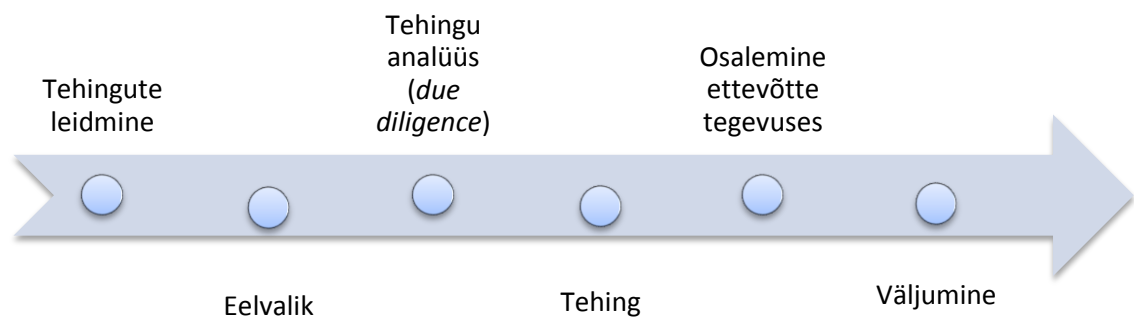 Tehingute
leidmine
Eelvalik
Tehingu
analüüs
(due
diligence)
Tehing
Osalemine
ettevõtte
tegevuses
Väljumine